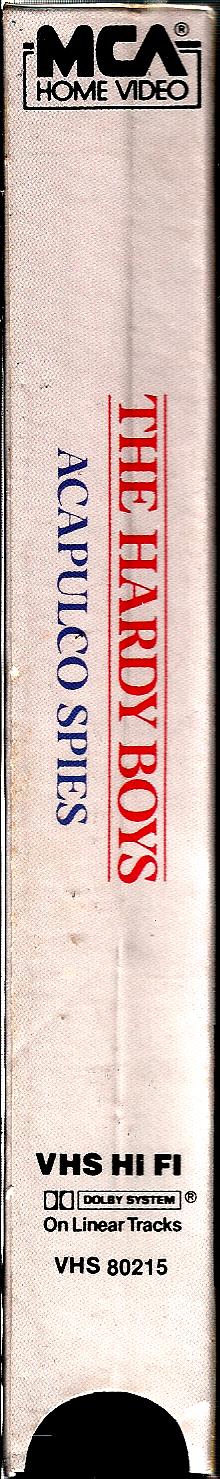 MCA®
HOME VIDEO
THE HARDY BOYS
ACAPULCO SPIES
VHS HI FI
DOLBY SYSTEM®
On Linear Tracks
VHS 80215